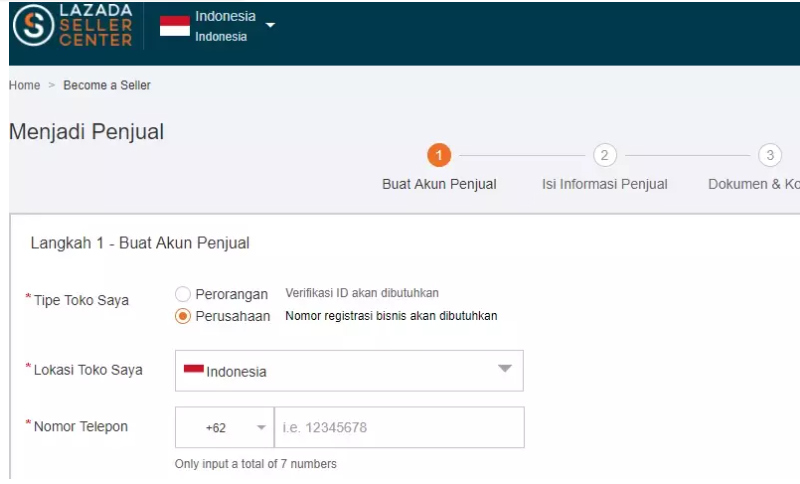 LAZADA
SELLER
CENTER
Indonesia
Indonesia
Home > Become a Seller
Menjadi Penjual
1
2
3
Buat Akun Penjual
Isi Informasi Penjual
Dokumen &
Langkah 1 - Buat Akun Penjual
*Tipe Toko Saya
Perorangan
Verifikasi ID akan dibutuhkan
Perusahaan
Nomor registrasi bisnis akan dibutuhkan
*Lokasi Toko Saya
Indonesia
*Nomor Telepon
+62
i.e. 12345678
Only input a total of 7 numbers